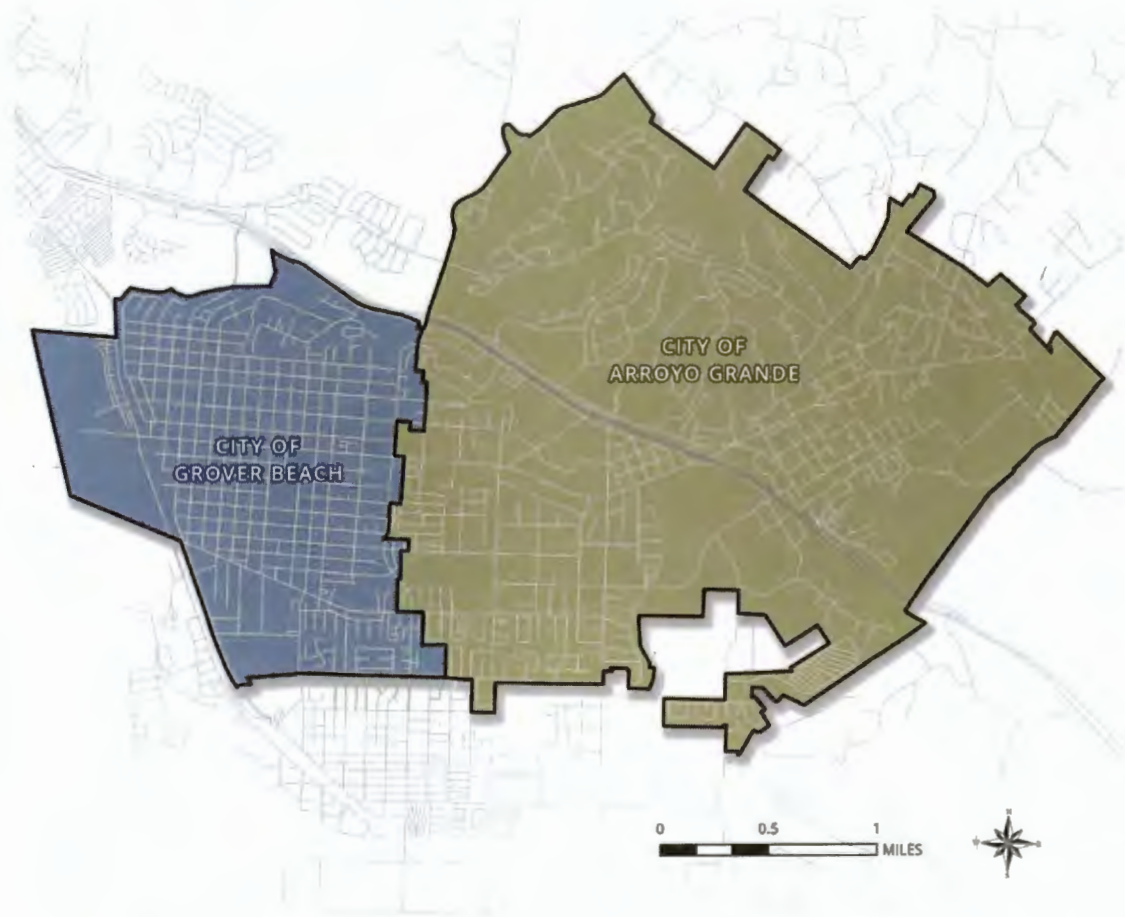 CITY OF
ARROYO GRANDE
CITY OF
GROVER BEACH
0 0.5 1
MILES
N